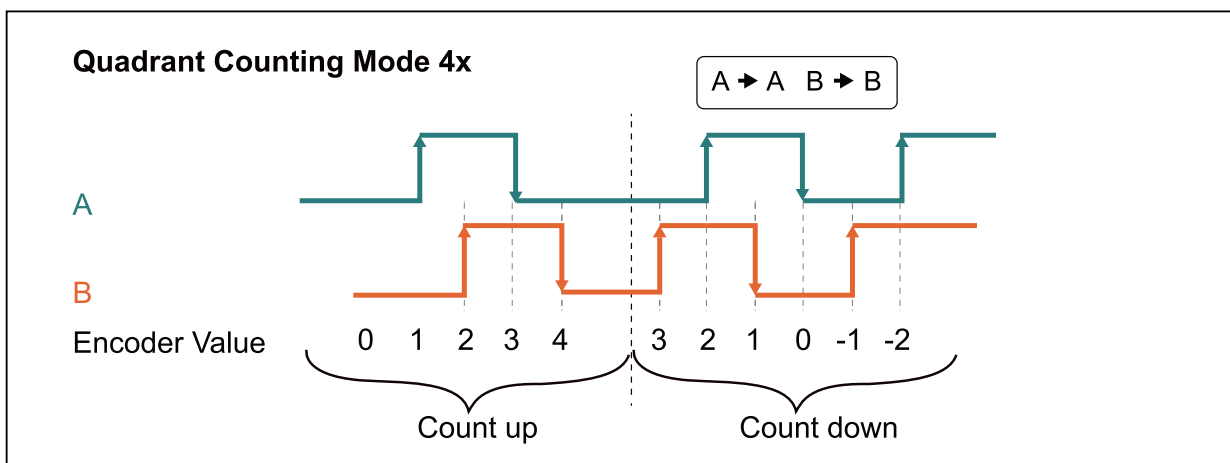 Quadrant Counting Mode 4x
A → A B → B
A
B
Encoder Value 0 1 2 3 4 3 2 1 0 -1 -2
Count up Count down